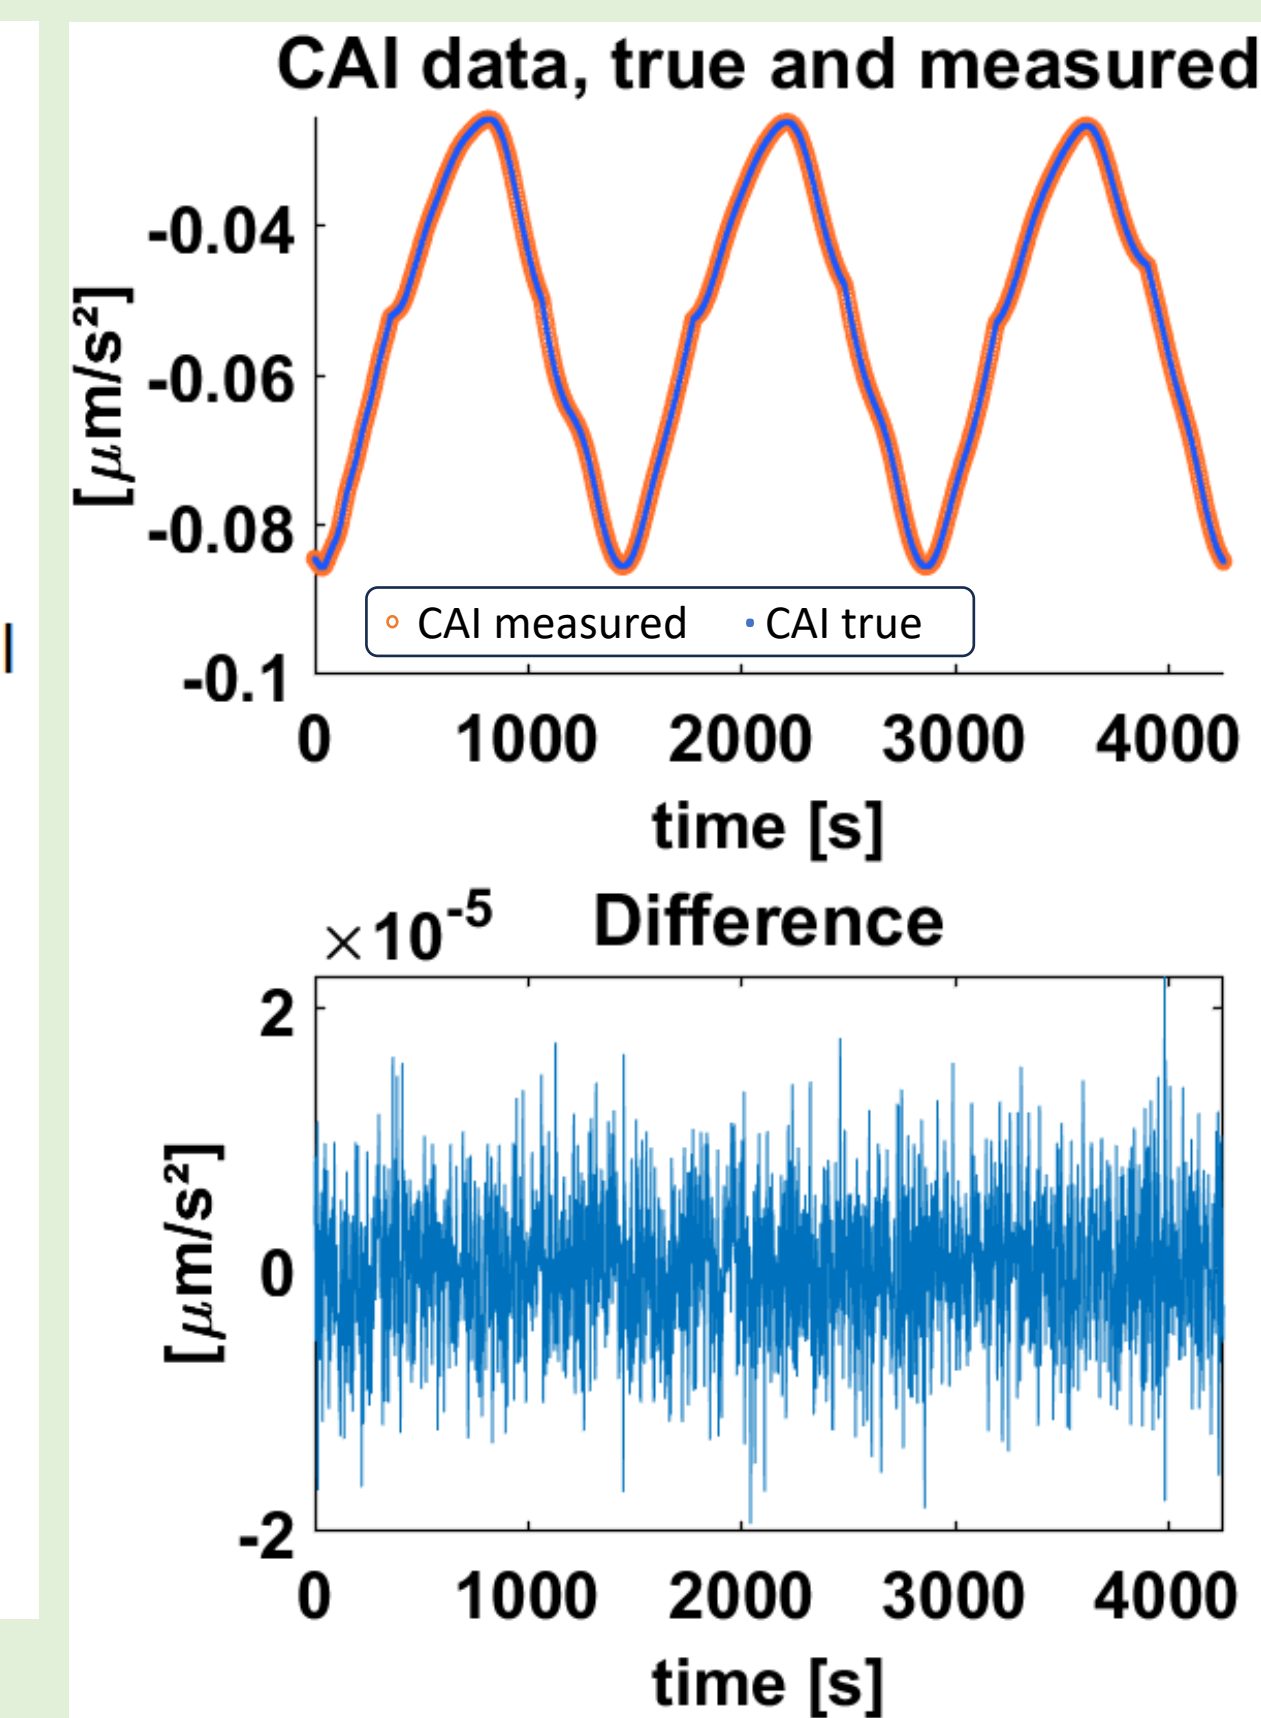 CAI data, true and measured
[μm/s²]
-0.04
-0.06
-0.08
-0.1
CAI measured CAI true
0 1000 2000 3000 4000
time [s]
×10-5 Difference
[μm/s²]
2
0
-2
0 1000 2000 3000 4000
time [s]